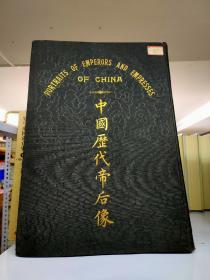 PORTRAITS OF EMPERORS AND EMPRESSES
OF CHINA
中國歷代帝后像